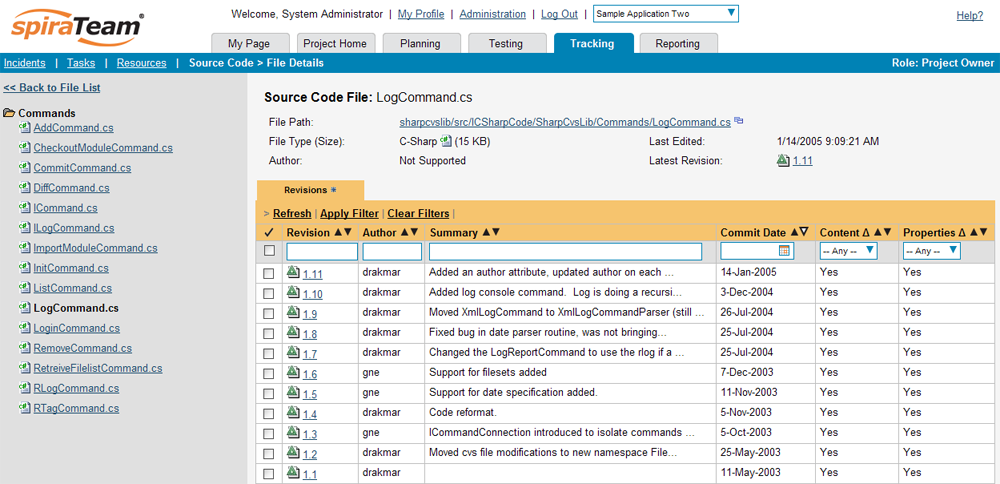 spiraTeam®
Welcome, System Administrator | My Profile | Administration | Log Out | Sample Application Two
Help?
My Page Project Home Planning Testing Tracking Reporting
Incidents | Tasks | Resources | Source Code > File Details Role: Project Owner
<< Back to File List
Commands
AddCommand.cs
CheckoutModuleCommand.cs
CommitCommand.cs
DiffCommand.cs
ICommand.cs
ILogCommand.cs
ImportModuleCommand.cs
InitCommand.cs
ListCommand.cs
LogCommand.cs
LoginCommand.cs
RemoveCommand.cs
RetreiveFilelistCommand.cs
RLogCommand.cs
RTagCommand.cs
Source Code File: LogCommand.cs
File Path: sharpcvslib/src/ICSharpCode/SharpCvsLib/Commands/LogCommand.cs
File Type (Size): C-Sharp (15 KB) Last Edited: 1/14/2005 9:09:21 AM
Author: Not Supported Latest Revision: 1.11
Revisions *
> Refresh | Apply Filter | Clear Filters |
✓ Revision ▲▼ Author ▲▼ Summary ▲▼ Commit Date ▲▽ Content Δ ▲▼ Properties Δ ▲▼
-- Any -- -- Any --
1.11 drakmar Added an author attribute, updated author on each ... 14-Jan-2005 Yes Yes
1.10 drakmar Added log console command. Log is doing a recursi... 3-Dec-2004 Yes Yes
1.9 drakmar Moved XmlLogCommand to XmlLogCommandParser (still ... 26-Jul-2004 Yes Yes
1.8 drakmar Fixed bug in date parser routine, was not bringing... 25-Jul-2004 Yes Yes
1.7 drakmar Changed the LogReportCommand to use the rlog if a ... 25-Jul-2004 Yes Yes
1.6 gne Support for filesets added 7-Dec-2003 Yes Yes
1.5 gne Support for date specification added. 11-Nov-2003 Yes Yes
1.4 drakmar Code reformat. 5-Nov-2003 Yes Yes
1.3 gne ICommandConnection introduced to isolate commands ... 5-Oct-2003 Yes Yes
1.2 drakmar Moved cvs file modifications to new namespace File... 25-May-2003 Yes Yes
1.1 drakmar 11-May-2003 Yes Yes